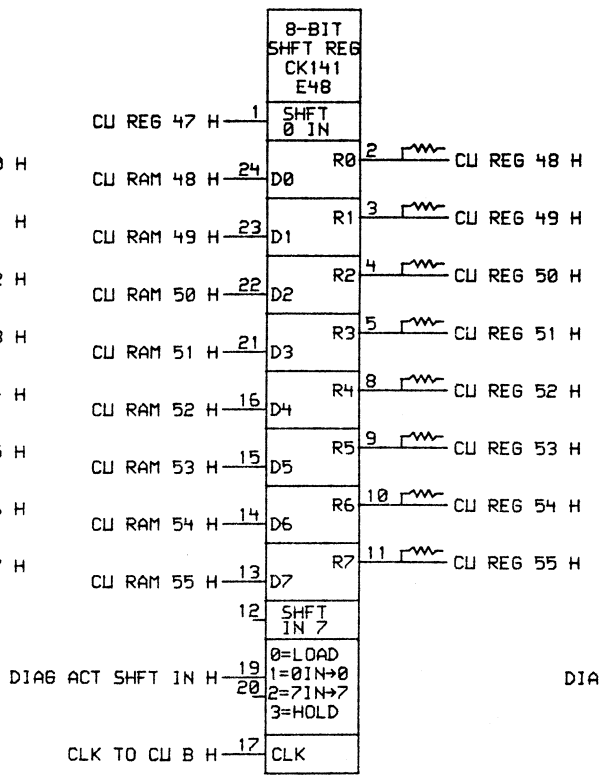 8-BIT
SHFT REG
CK141
E48
CU REG 47 H 1 SHFT
0 IN
H
CU RAM 48 H 24 D0 R0 2 CU REG 48 H
H
CU RAM 49 H 23 D1 R1 3 CU REG 49 H
H
CU RAM 50 H 22 D2 R2 4 CU REG 50 H
H
CU RAM 51 H 21 D3 R3 5 CU REG 51 H
H
CU RAM 52 H 16 D4 R4 8 CU REG 52 H
H
CU RAM 53 H 15 D5 R5 9 CU REG 53 H
H
CU RAM 54 H 14 D6 R6 10 CU REG 54 H
H
CU RAM 55 H 13 D7 R7 11 CU REG 55 H
12 SHFT
IN 7
0=LOAD
DIAG ACT SHFT IN H 19 1=0IN→0 DIA
20 2=7IN→7
3=HOLD
CLK TO CU B H 17 CLK